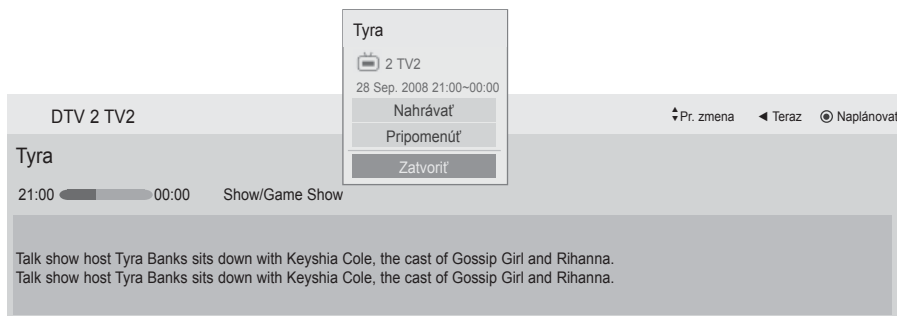 Tyra
2 TV2
28 Sep. 2008 21:00~00:00
Nahrávať
Pripomenúť
Zatvoriť
DTV 2 TV2
Pr. zmena ◄ Teraz ◉ Naplánovať
Tyra
21:00 00:00 Show/Game Show
Talk show host Tyra Banks sits down with Keyshia Cole, the cast of Gossip Girl and Rihanna.
Talk show host Tyra Banks sits down with Keyshia Cole, the cast of Gossip Girl and Rihanna.